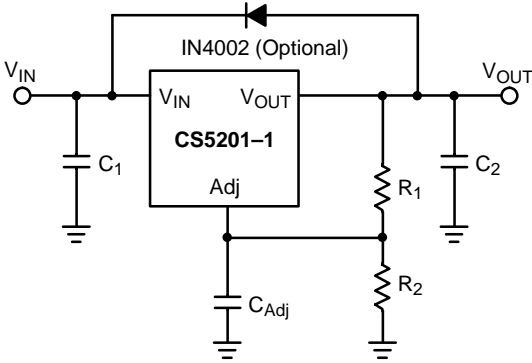 IN4002 (Optional)
VIN
VOUT
VIN
VOUT
CS5201–1
C1
Adj
R1
C2
R2
CAdj